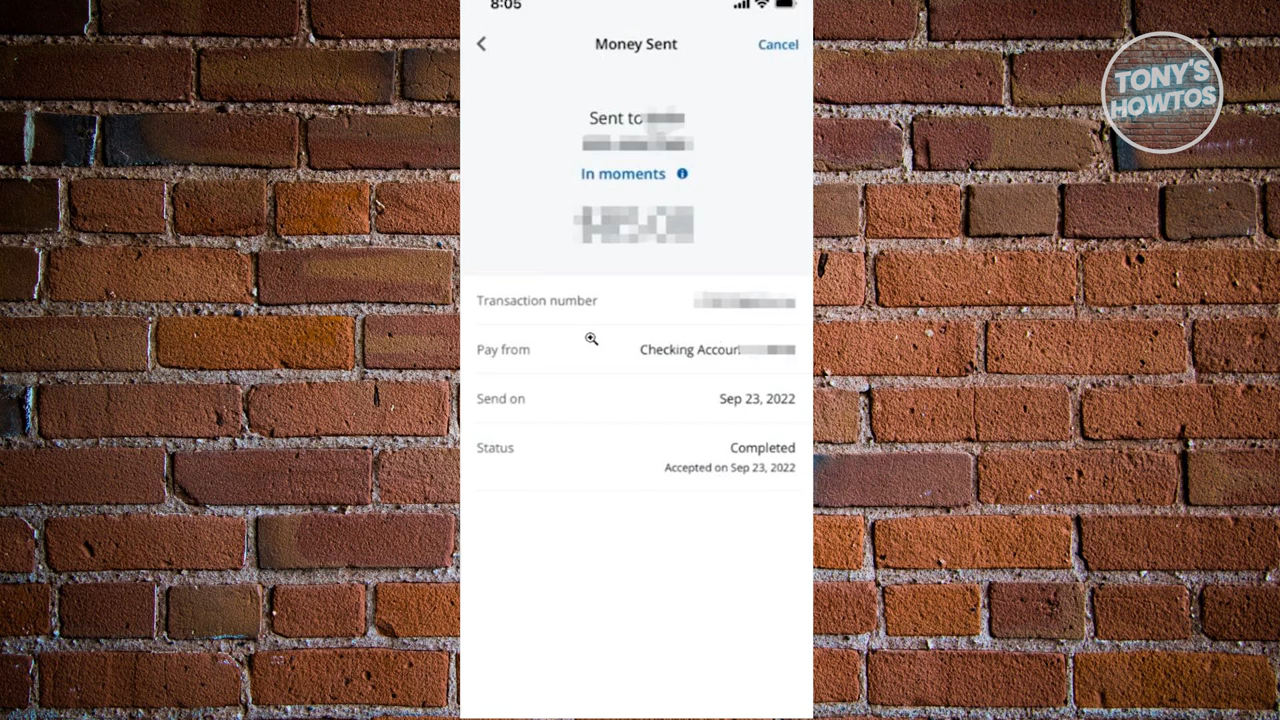 8:05
Money Sent
Cancel
TONY'S
HOWTOS
Sent to
In moments
Transaction number
Pay from
Checking Accoun
Send on
Sep 23, 2022
Status
Completed
Accepted on Sep 23, 2022